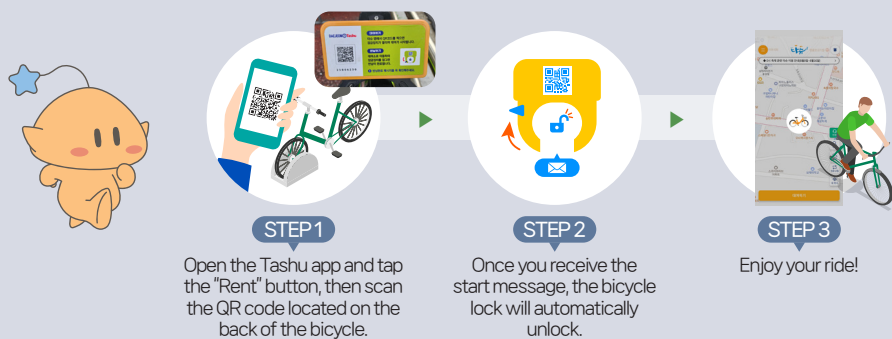 STEP 1
Open the Tashu app and tap
the "Rent" button, then scan
the QR code located on the
back of the bicycle.
STEP 2
Once you receive the
start message, the bicycle
lock will automatically
unlock.
STEP 3
Enjoy your ride!